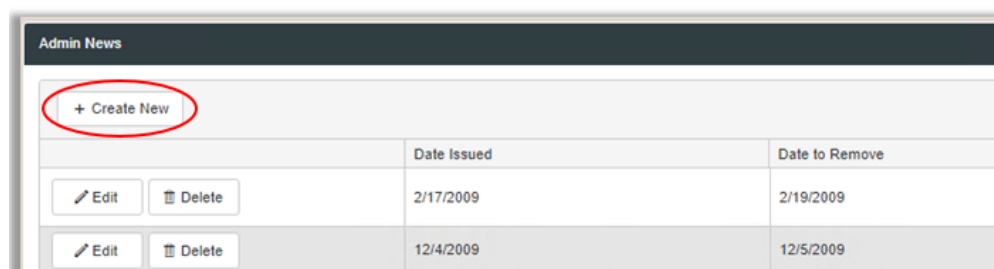 Admin News
+ Create New
Date Issued Date to Remove
Edit Delete 2/17/2009 2/19/2009
Edit Delete 12/4/2009 12/5/2009